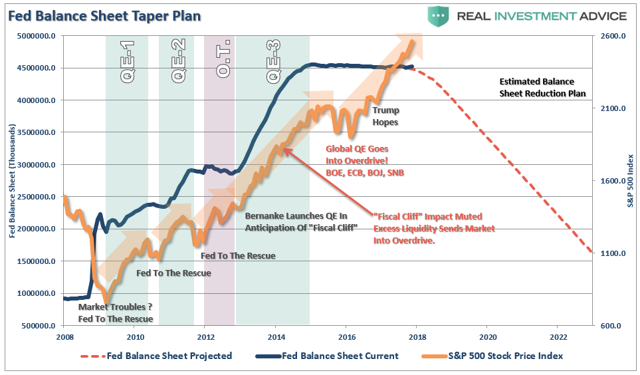 Fed Balance Sheet Taper Plan
REAL INVESTMENT ADVICE
5000000.0
4500000.0
4000000.0
3500000.0
3000000.0
2500000.0
2000000.0
1500000.0
1000000.0
500000.0
Fed Balance Sheet (Thousands)
QE-1
QE-2
O.T.
QE-3
2600.0
2100.0
1600.0
1100.0
600.0
S&P 500 Index
Estimated Balance
Sheet Reduction Plan
Trump
Hopes
Global QE Goes
Into Overdrive!
BOE, ECB, BOJ, SNB
Bernanke Launches QE In
Anticipation Of "Fiscal Cliff"
"Fiscal Cliff" Impact Muted
Excess Liquidity Sends Market
Into Overdrive.
Fed To The Rescue
Fed To The Rescue
Market Troubles ?
Fed To The Rescue
2008
2010
2012
2014
2016
2018
2020
2022
Fed Balance Sheet Projected
Fed Balance Sheet Current
S&P 500 Stock Price Index